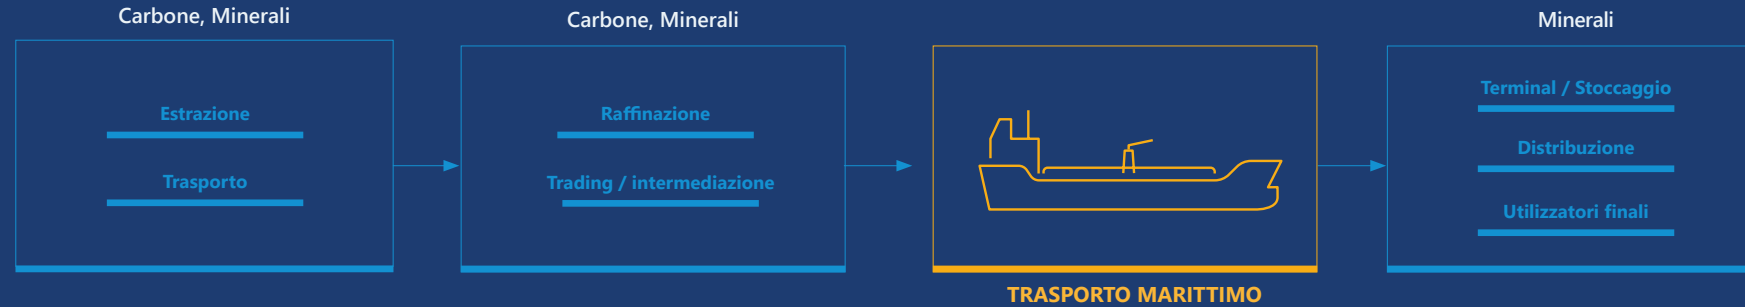 Carbone, Minerali
Estrazione
Trasporto
Carbone, Minerali
Raffinazione
Trading / intermediazione
TRASPORTO MARITTIMO
Minerali
Terminal / Stoccaggio
Distribuzione
Utilizzatori finali